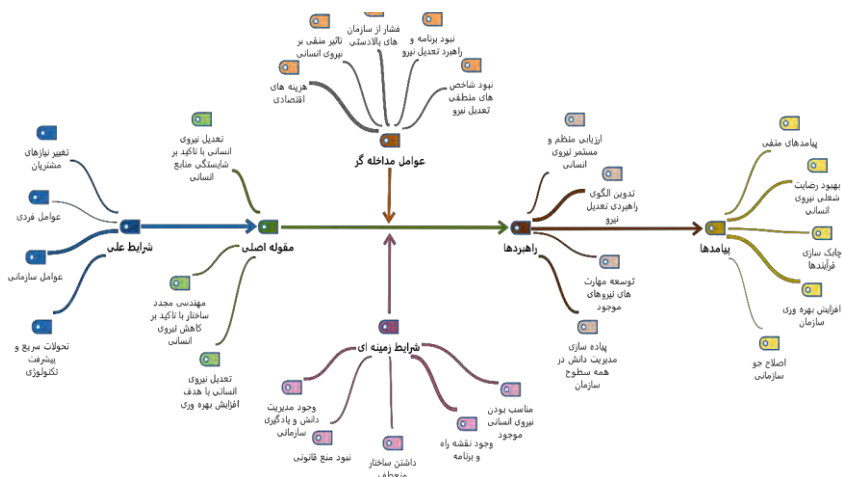 نبود برنامه و
راهبرد تعدیل نیرو
فشار از سازمان
های بالادستی
تاثیر منفی بر
نیروی انسانی
نبود شاخص
های منطقی
تعدیل نیرو
هزینه های
اقتصادی
عوامل مداخله گر
پیامدهای منفی
بهبود رضایت
شغلی نیروی
انسانی
چابک سازی
فرآیندها
افزایش بهره وری
سازمان
اصلاح جو
سازمانی
پیامدها
ارزیابی منظم و
مستمر نیروی
انسانی
تدوین الگوی
راهبردی تعدیل
نیرو
راهبردها
توسعه مهارت
های نیروهای
موجود
پیاده سازی
مدیریت دانش در
همه سطوح
سازمان
تعدیل نیروی
انسانی با تاکید بر
شایستگی منابع
انسانی
مقوله اصلی
مهندسی مجدد
ساختار با تاکید بر
کاهش نیروی
انسانی
تعدیل نیروی
انسانی با هدف
افزایش بهره وری
تغییر نیازهای
مشتریان
عوامل فردی
شرایط علی
عوامل سازمانی
تحولات سریع و
پیشرفت
تکنولوژی
شرایط زمینه ای
مناسب بودن
نیروی انسانی
موجود
وجود نقشه راه
و برنامه
داشتن ساختار
منعطف
نبود منع قانونی
وجود مدیریت
دانش و یادگیری
سازمانی